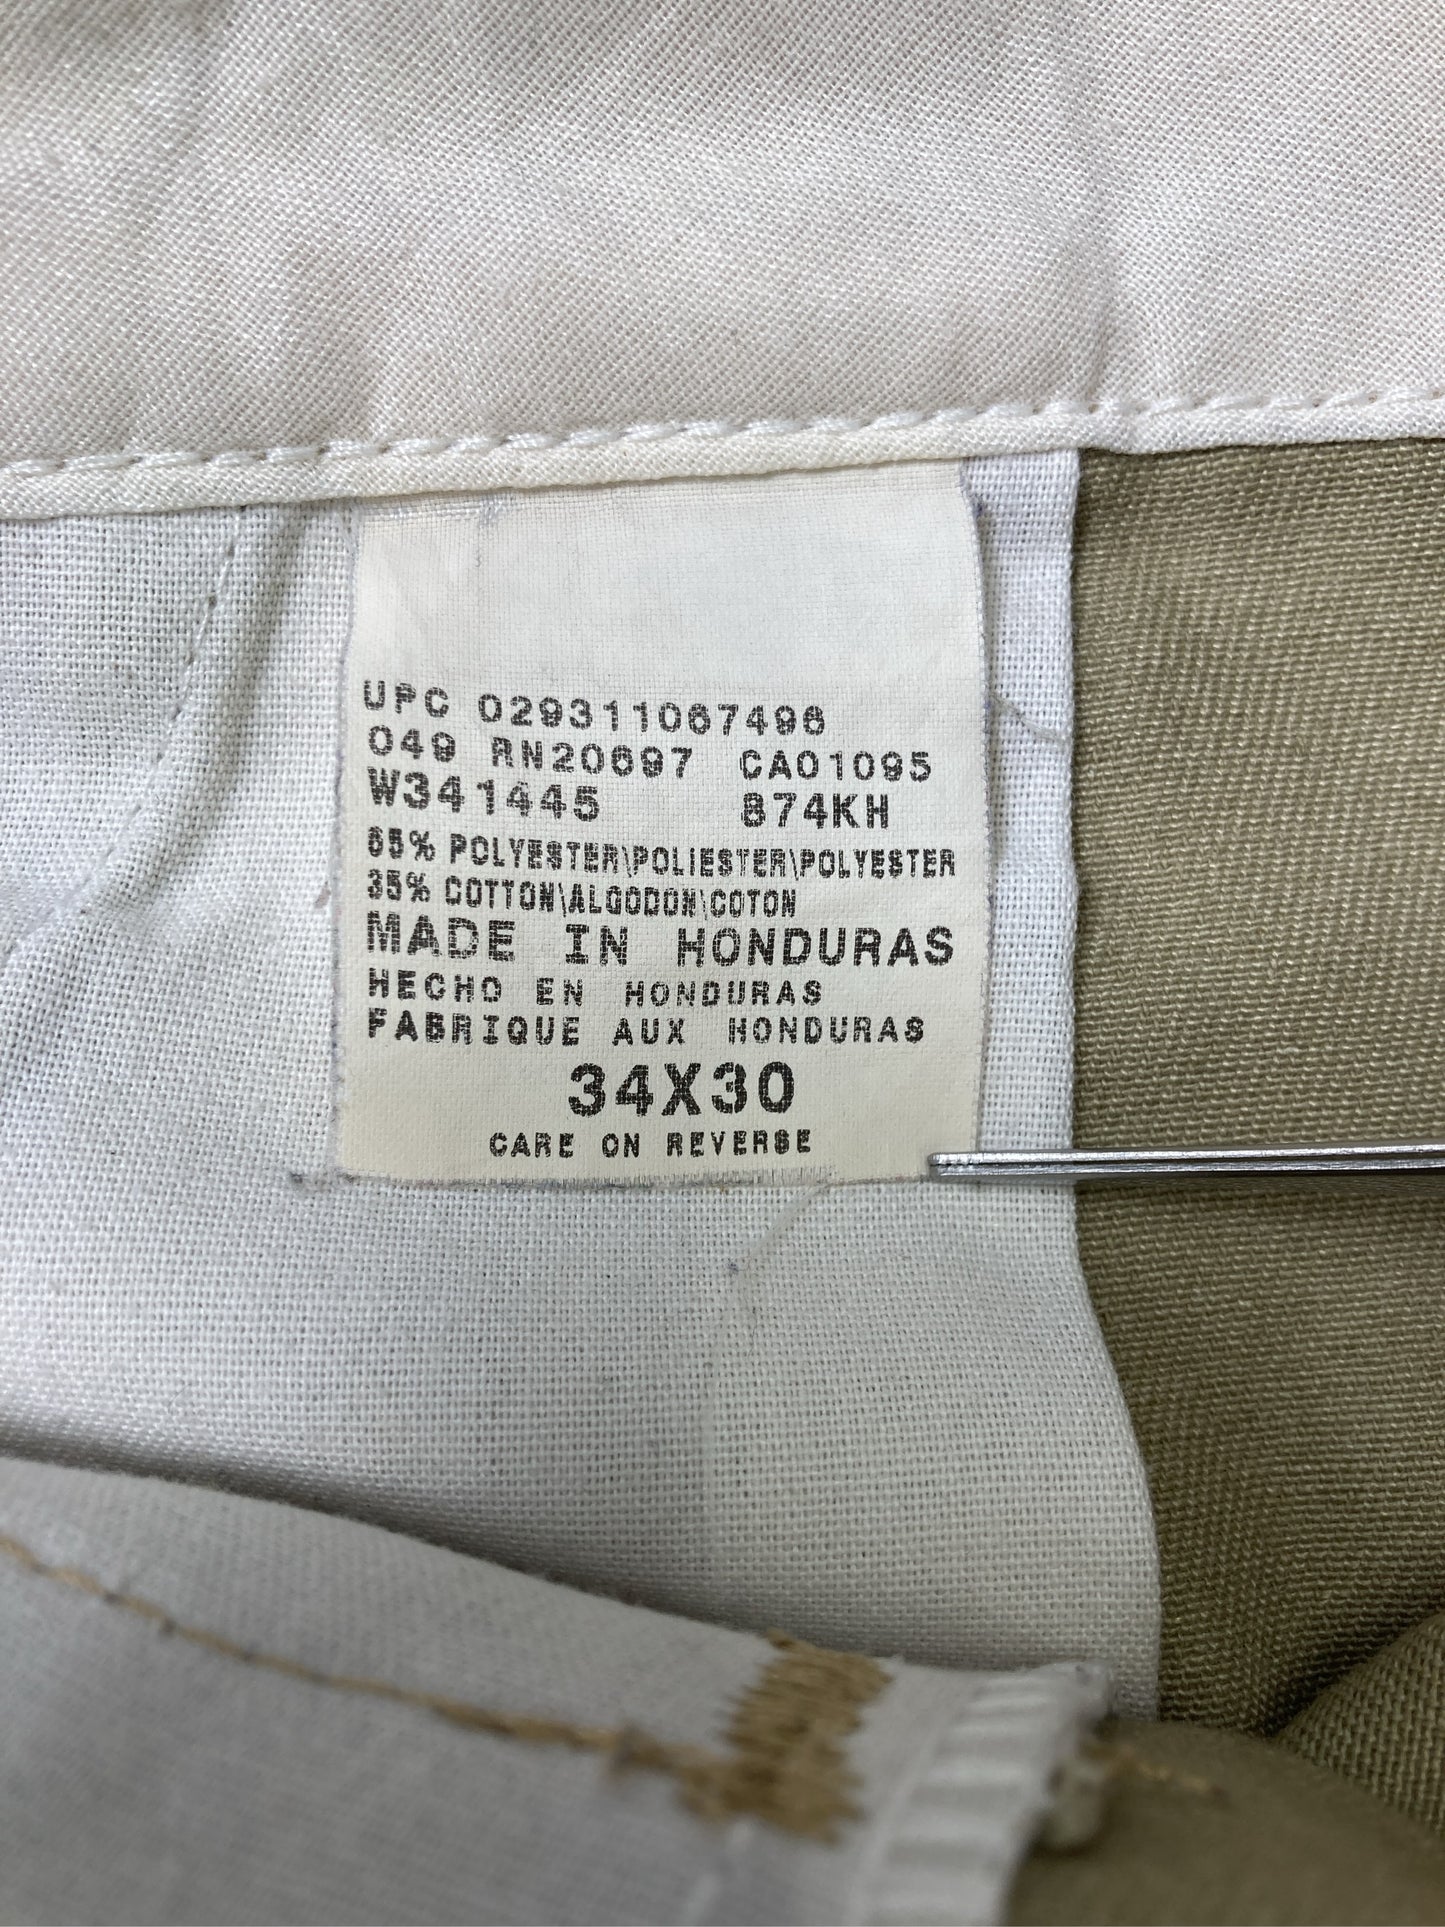 UPC 029311067496
049 RN20697 CA01095
W341445 874KH
65% POLYESTER\POLIESTER\POLYESTER
35% COTTON\ALGODON\COTON
MADE IN HONDURAS
HECHO EN HONDURAS
FABRIQUE AUX HONDURAS
34X30
CARE ON REVERSE